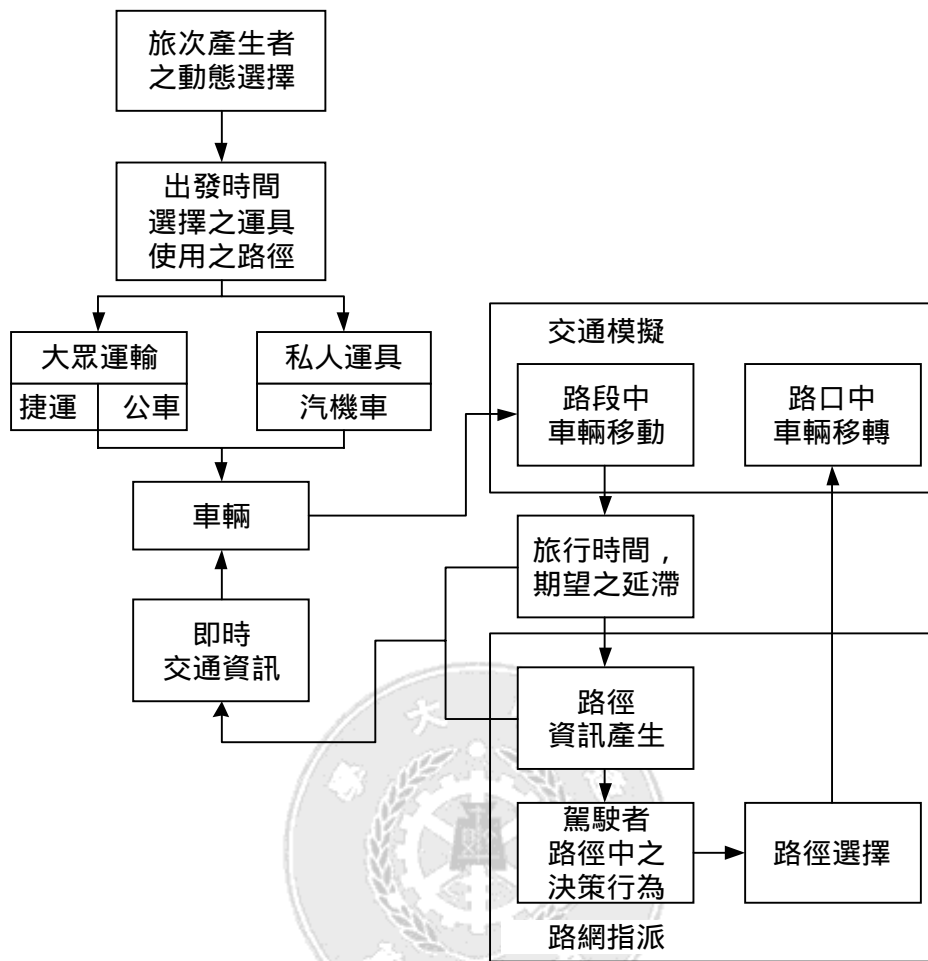 旅次產生者
之動態選擇
出發時間
選擇之運具
使用之路徑
大眾運輸
捷運
公車
私人運具
汽機車
車輛
即時
交通資訊
交通模擬
路段中
車輛移動
路口中
車輛移轉
旅行時間，
期望之延滯
路徑
資訊產生
駕駛者
路徑中之
決策行為
路徑選擇
路網指派
大